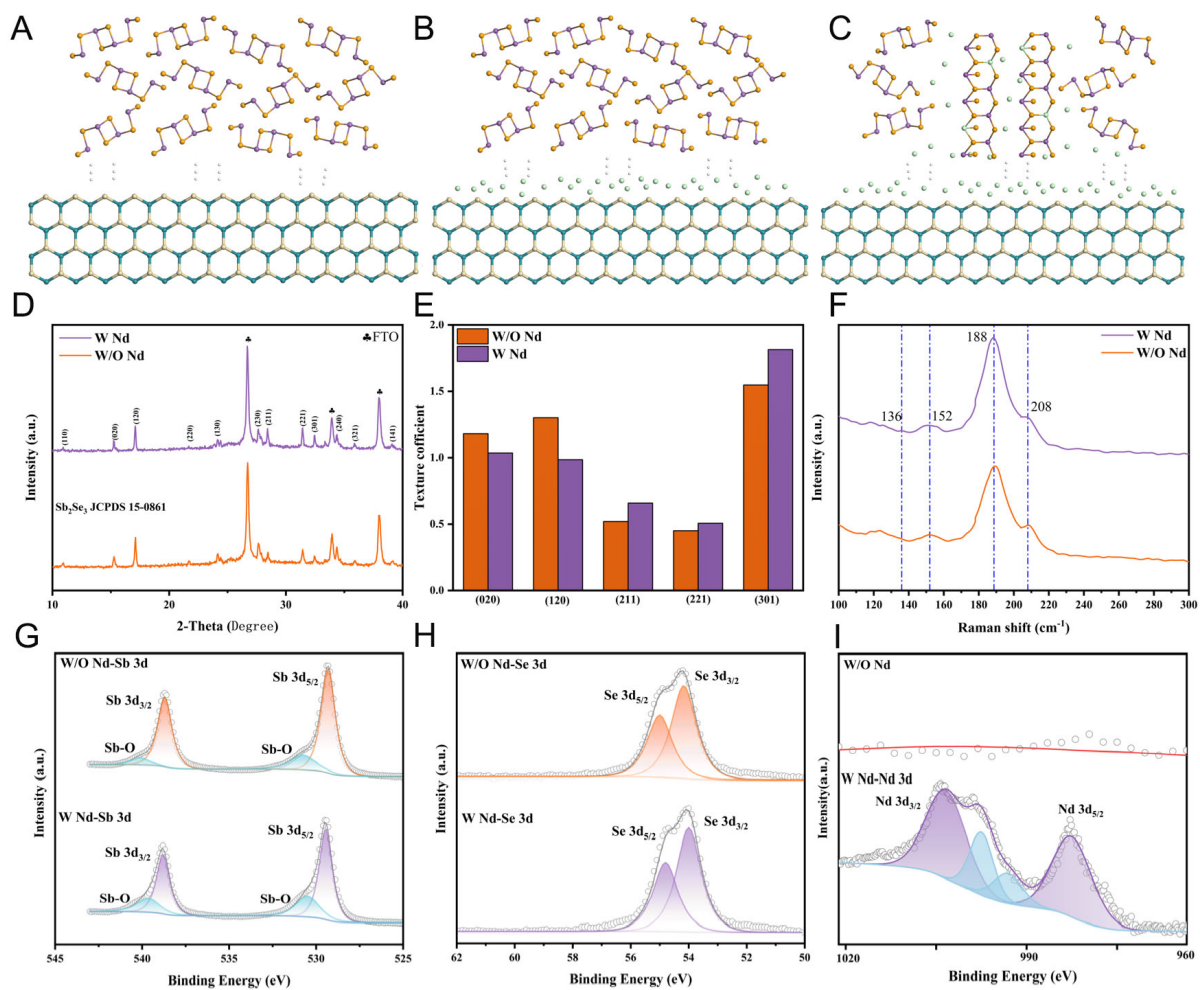 A
B
C
D
W Nd
W/O Nd
♣FTO
♣
♣
♣
(110)
(020)
(120)
(220)
(130)
(230)
(211)
(221)
(301)
(240)
(321)
(141)
Sb₂Se₃ JCPDS 15-0861
Intensity (a.u.)
10
20
30
40
2-Theta (Degree)
E
W/O Nd
W Nd
Texture cofficient
2.0
1.5
1.0
0.5
0.0
(020)
(120)
(211)
(221)
(301)
F
W Nd
W/O Nd
188
136
152
208
Intensity (a.u.)
100
120
140
160
180
200
220
240
260
280
300
Raman shift (cm⁻¹)
G
W/O Nd-Sb 3d
Sb 3d₅/₂
Sb 3d₃/₂
Sb-O
Sb-O
W Nd-Sb 3d
Sb 3d₅/₂
Sb 3d₃/₂
Sb-O
Sb-O
Intensity (a.u.)
545
540
535
530
525
Binding Energy (eV)
H
W/O Nd-Se 3d
Se 3d₅/₂
Se 3d₃/₂
W Nd-Se 3d
Se 3d₅/₂
Se 3d₃/₂
Intensity (a.u.)
62
60
58
56
54
52
50
Binding Energy (eV)
I
W/O Nd
W Nd-Nd 3d
Nd 3d₃/₂
Nd 3d₅/₂
Intensity(a.u.)
1020
990
960
Binding Energy (eV)